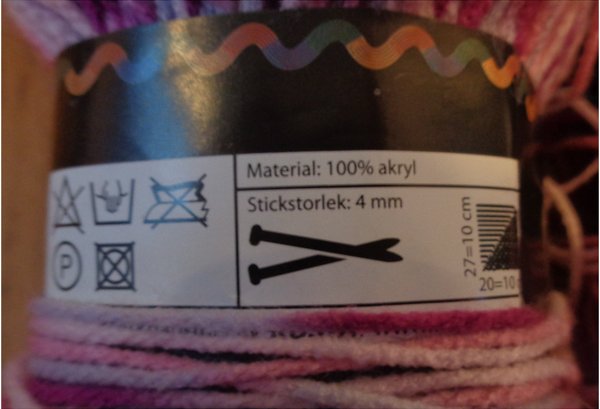 Material: 100% akryl
Stickstorlek: 4 mm
27=10 cm
20=10
P